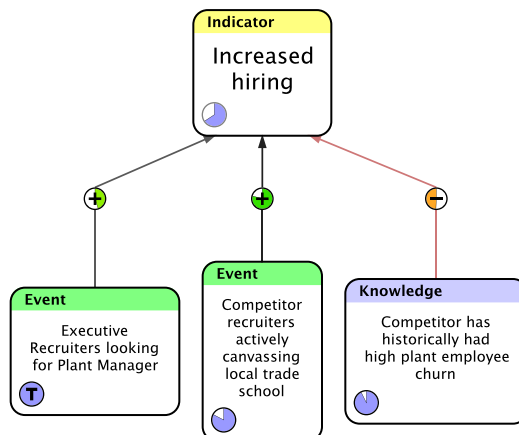 Indicator
Increased
hiring
+
+
−
Event
Executive
Recruiters looking
for Plant Manager
T
Event
Competitor
recruiters
actively
canvassing
local trade
school
Knowledge
Competitor has
historically had
high plant employee
churn